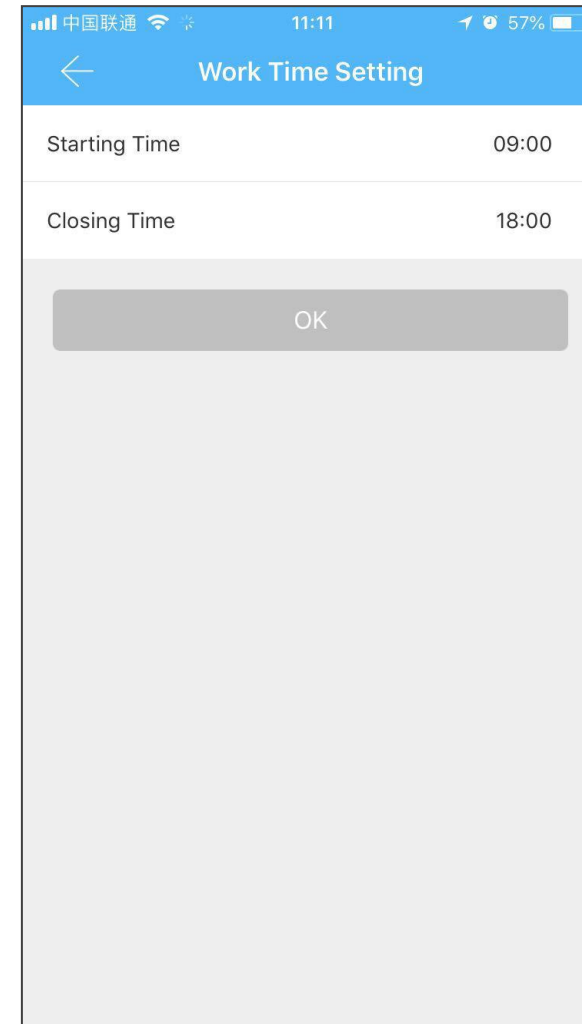 中国联通 11:11 57%
Work Time Setting
Starting Time 09:00
Closing Time 18:00
OK